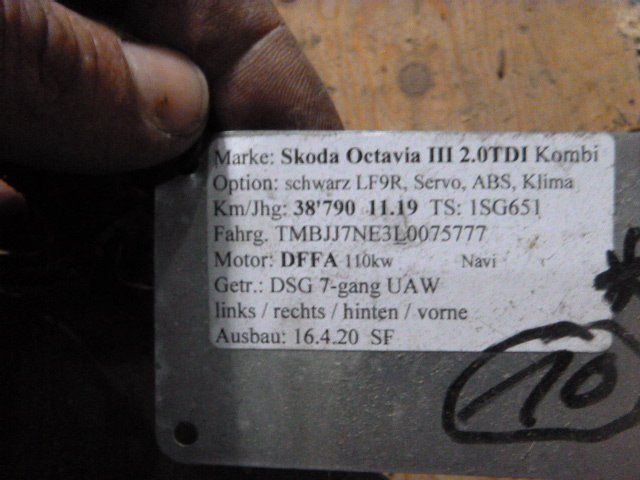 Marke: Skoda Octavia III 2.0TDI Kombi
Option: schwarz LF9R, Servo, ABS, Klima
Km/Jhg: 38'790 11.19 TS: 1SG651
Fahrg. TMBJJ7NE3L0075777
Motor: DFFA 110kw Navi
Getr.: DSG 7-gang UAW
links / rechts / hinten / vorne
Ausbau: 16.4.20 SF
10